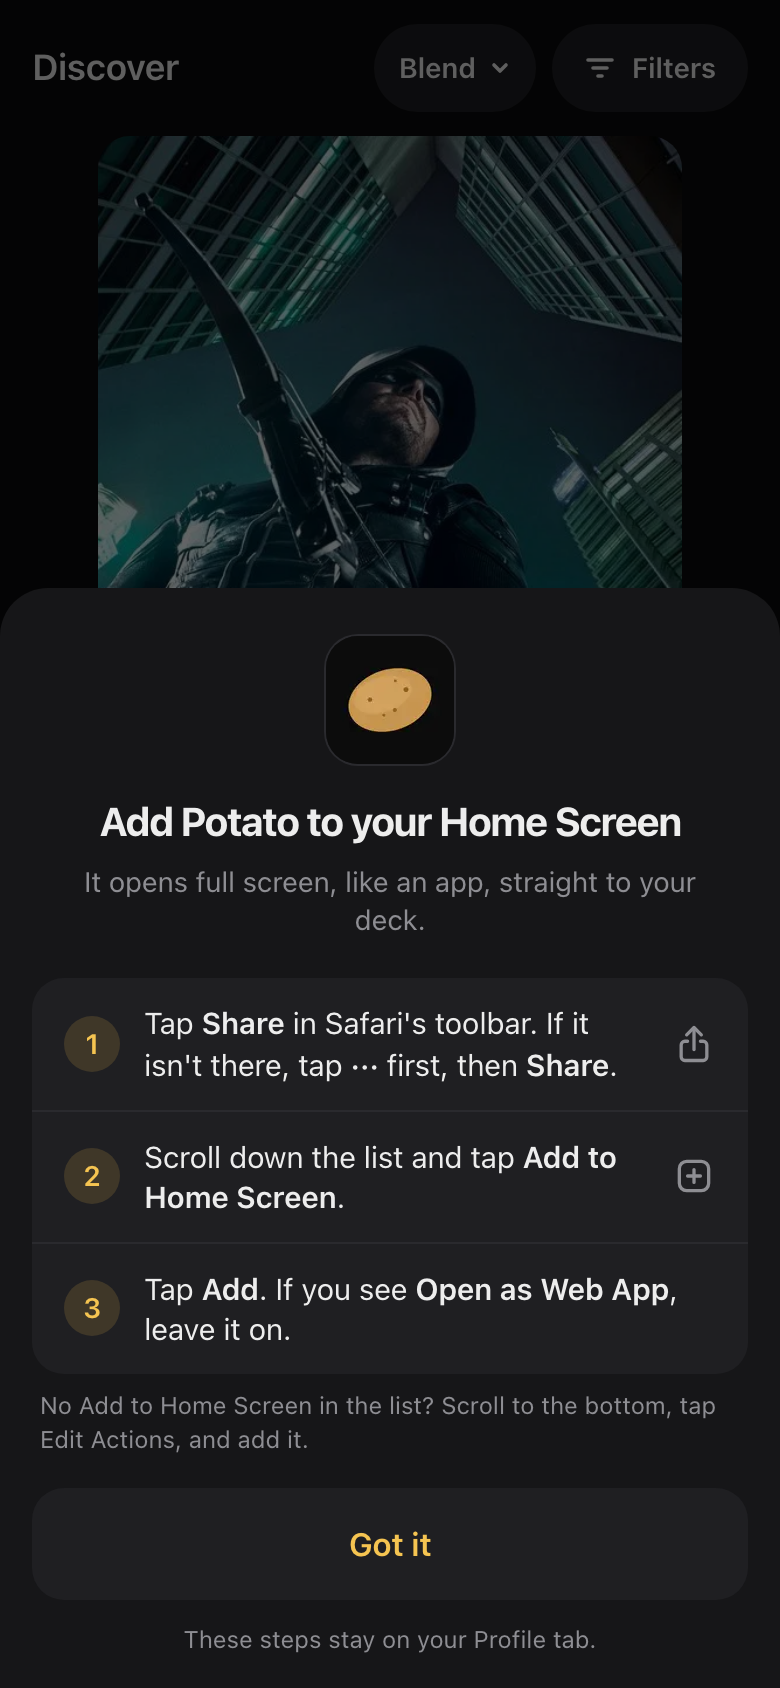 Discover
Blend
Filters
Add Potato to your Home Screen
It opens full screen, like an app, straight to your
deck.
1
Tap Share in Safari's toolbar. If it
isn't there, tap ··· first, then Share.
2
Scroll down the list and tap Add to
Home Screen.
3
Tap Add. If you see Open as Web App,
leave it on.
No Add to Home Screen in the list? Scroll to the bottom, tap
Edit Actions, and add it.
Got it
These steps stay on your Profile tab.